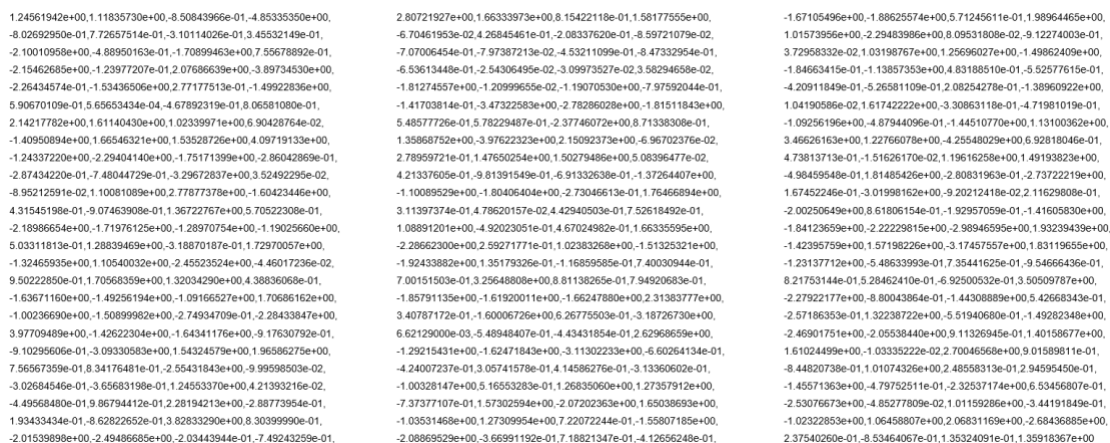 1.24561942e+00,1.11835730e+00,-8.50843966e-01,-4.85335350e+00,
-8.02692950e-01,7.72657514e-01,-3.10114026e-01,3.45532149e-01,
-2.10010958e+00,-4.88950163e-01,-1.70899463e+00,7.55678892e-01,
-2.15462685e+00,-1.23977207e-01,2.07686639e+00,-3.89734530e+00,
-2.26434574e-01,-1.53436506e+00,2.77177513e-01,-1.49922836e+00,
5.90670109e-01,5.65653434e-04,-4.67892319e-01,8.06581080e-01,
2.14217782e+00,1.61140430e+00,1.02339971e+00,6.90428764e-02,
-1.40950894e+00,1.66546321e+00,1.53528726e+00,4.09719133e+00,
-1.24337220e+00,-2.29404140e+00,-1.75171399e+00,-2.86042869e-01,
-2.87434220e-01,-7.48044729e-01,-3.29672837e+00,3.52492295e-02,
-8.95212591e-02,1.10081089e+00,2.77877378e+00,-1.60423446e+00,
4.31545198e-01,-9.07463908e-01,1.36722767e+00,5.70522308e-01,
-2.18986654e+00,-1.71976125e+00,-1.28970754e+00,-1.19025660e+00,
5.03311813e-01,1.28839469e+00,-3.18870187e-01,1.72970057e+00,
-1.32465935e+00,1.10540032e+00,-2.45523524e+00,-4.46017236e-02,
9.50222850e-01,1.70568359e+00,1.32034290e+00,4.38836068e-01,
-1.63671160e+00,-1.49256194e+00,-1.09166527e+00,1.70686162e+00,
-1.00236690e+00,-1.50899982e+00,-2.74934709e-01,-2.28433847e+00,
3.97709489e+00,-1.42622304e+00,-1.64341176e+00,-9.17630792e-01,
-9.10295606e-01,-3.09330583e+00,1.54324579e+00,1.96586275e+00,
7.56567359e-01,8.34176481e-01,-2.55431843e+00,-9.99598503e-02,
-3.02684546e-01,-3.65683198e-01,1.24553370e+00,4.21393216e-02,
-4.49568480e-01,9.86794412e-01,2.28194213e+00,-2.88773954e-01,
1.93433434e+00,-8.62822652e-01,3.82833290e+00,8.30399990e-01,
-2.01539898e+00,-2.49486685e+00,-2.03443944e-01,-7.49243259e-01,
2.80721927e+00,1.66333973e+00,8.15422118e-01,1.58177555e+00,
-6.70461953e-02,4.26845461e-01,-2.08337620e-01,-8.59721079e-02,
-7.07006454e-01,-7.97387213e-02,-4.53211099e-01,-8.47332954e-01,
-6.53613448e-01,-2.54306495e-02,-3.09973527e-02,3.58294658e-02,
-1.81274557e+00,-1.20999655e-02,-1.19070530e+00,-7.97592044e-01,
-1.41703814e-01,-3.47322583e+00,-2.78286028e+00,-1.81511843e+00,
5.48577726e-01,5.78229487e-01,-2.37746072e+00,8.71338308e-01,
1.35868752e+00,-3.97622323e+00,2.15092373e+00,-6.96702376e-02,
2.78959721e-01,1.47650254e+00,1.50279486e+00,5.08396477e-02,
4.21337605e-01,-9.81391549e-01,-6.91332638e-01,-1.37264407e+00,
-1.10089529e+00,-1.80406404e+00,-2.73046613e-01,1.76466894e+00,
3.11397374e-01,4.78620157e-02,4.42940503e-01,7.52618492e-01,
1.08891201e+00,-4.92023051e-01,4.67024982e-01,1.66335595e+00,
-2.28662300e+00,2.59271771e-01,1.02383268e+00,-1.51325321e+00,
-1.92433882e+00,1.35179326e-01,-1.16859585e-01,7.40030944e-01,
7.00151503e-01,3.25648808e+00,8.81138265e-01,7.94920683e-01,
-1.85791135e+00,-1.61920011e+00,-1.66247880e+00,2.31383777e+00,
3.40787172e-01,-1.60006726e+00,6.26775503e-01,-3.18726730e+00,
6.62129000e-03,-5.48948407e-01,-4.43431854e-01,2.62968659e+00,
-1.29215431e+00,-1.62471843e+00,-3.11302233e+00,-6.60264134e-01,
-4.24007237e-01,3.05741578e-01,4.14586276e-01,-3.13360602e-01,
-1.00328147e+00,5.16553283e-01,1.26835060e+00,1.27357912e+00,
-7.37377107e-01,1.57302594e+00,-2.07202363e+00,1.65038693e+00,
-1.03531468e+00,1.27309954e+00,7.22072244e-01,-1.55807185e+00,
-2.08869529e-01,-3.66991192e-01,7.18821347e-01,-4.12656248e-01,
-1.67105496e+00,-1.88625574e+00,5.71245611e-01,1.98964465e+00,
1.01573956e+00,-2.29483986e+00,8.09531808e-02,-9.12274003e-01,
3.72958332e-02,1.03198767e+00,1.25696027e+00,-1.49862409e+00,
-1.84663415e-01,-1.13857353e+00,4.83188510e-01,-5.52577615e-01,
-4.20911849e-01,-5.26581109e-01,2.08254278e-01,-1.38960922e+00,
1.04190586e-02,1.61742222e+00,-3.30863118e-01,-4.71981019e-01,
-1.09256196e+00,-4.87944096e-01,-1.44510770e+00,1.13100362e+00,
3.46626163e+00,1.22766078e+00,-4.25548029e+00,6.92818046e-01,
4.73813713e-01,-1.51626170e-02,1.19616258e+00,1.49193823e+00,
-4.98459548e-01,1.81485426e+00,-2.80831963e-01,-2.73722219e+00,
1.67452246e-01,-3.01998162e+00,-9.20212418e-02,2.11629808e-01,
-2.00250649e+00,8.61806154e-01,-1.92957059e-01,-1.41605830e+00,
-1.84123659e+00,-2.22229815e+00,-2.98946595e+00,1.93239439e+00,
-1.42395759e+00,1.57198226e+00,-3.17457557e+00,1.83119655e+00,
-1.23137712e+00,-5.48633993e-01,7.35441625e-01,-9.54666436e-01,
8.21753144e-01,5.28462410e-01,-6.92500532e-01,3.50509787e+00,
-2.27922177e+00,-8.80043864e-01,-1.44308889e+00,5.42668343e-01,
-2.57186353e-01,1.32238722e+00,-5.51940680e-01,-1.49282348e+00,
-2.46901751e+00,-2.05538440e+00,9.11326945e-01,1.40158677e+00,
1.61024499e+00,-1.03335222e-02,2.70046568e+00,9.01589811e-01,
-8.44820738e-01,1.01074326e+00,2.48558313e-01,2.94595450e-01,
-1.45571363e+00,-4.79752511e-01,-2.32537174e+00,6.53456807e-01,
-2.53076673e+00,-4.85277809e-02,1.01159286e+00,-3.44191849e-01,
-1.02322853e+00,1.06458807e-01,2.06831169e+00,-2.68436885e+00,
2.37540260e-01,-8.53464067e-01,1.35324091e-01,1.35918367e+00